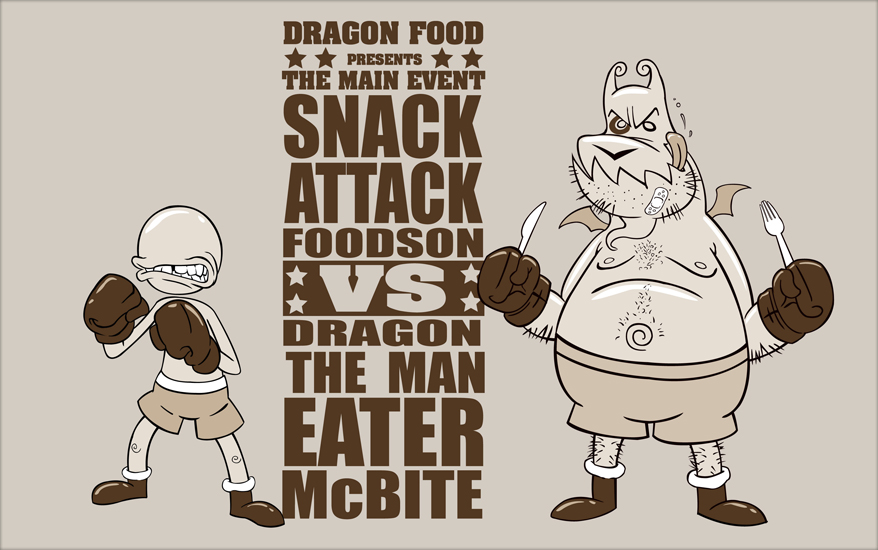 DRAGON FOOD
PRESENTS
THE MAIN EVENT
SNACK
ATTACK
FOODSON
VS
DRAGON
THE MAN
EATER
McBITE